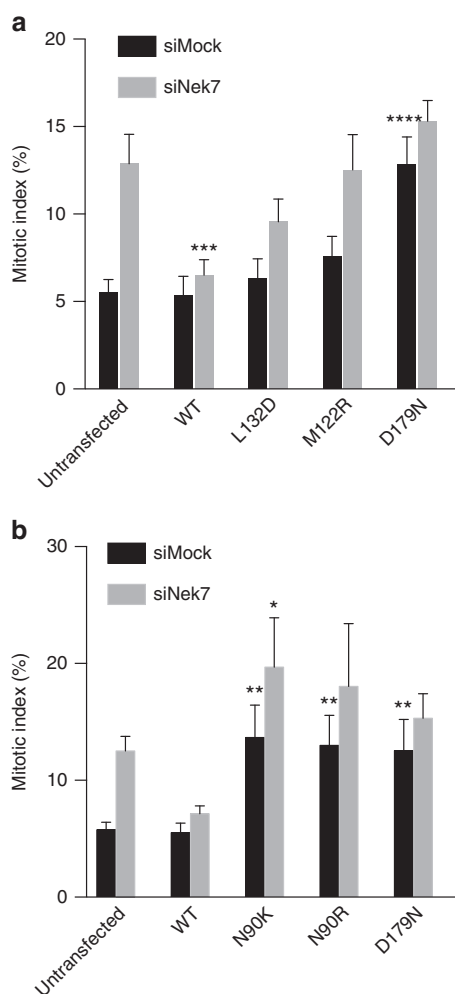 a
20
15
10
5
0
Mitotic index (%)
siMock
siNek7
***
****
Untransfected
WT
L132D
M122R
D179N
b
30
20
10
0
Mitotic index (%)
siMock
siNek7
**
*
**
**
Untransfected
WT
N90K
N90R
D179N